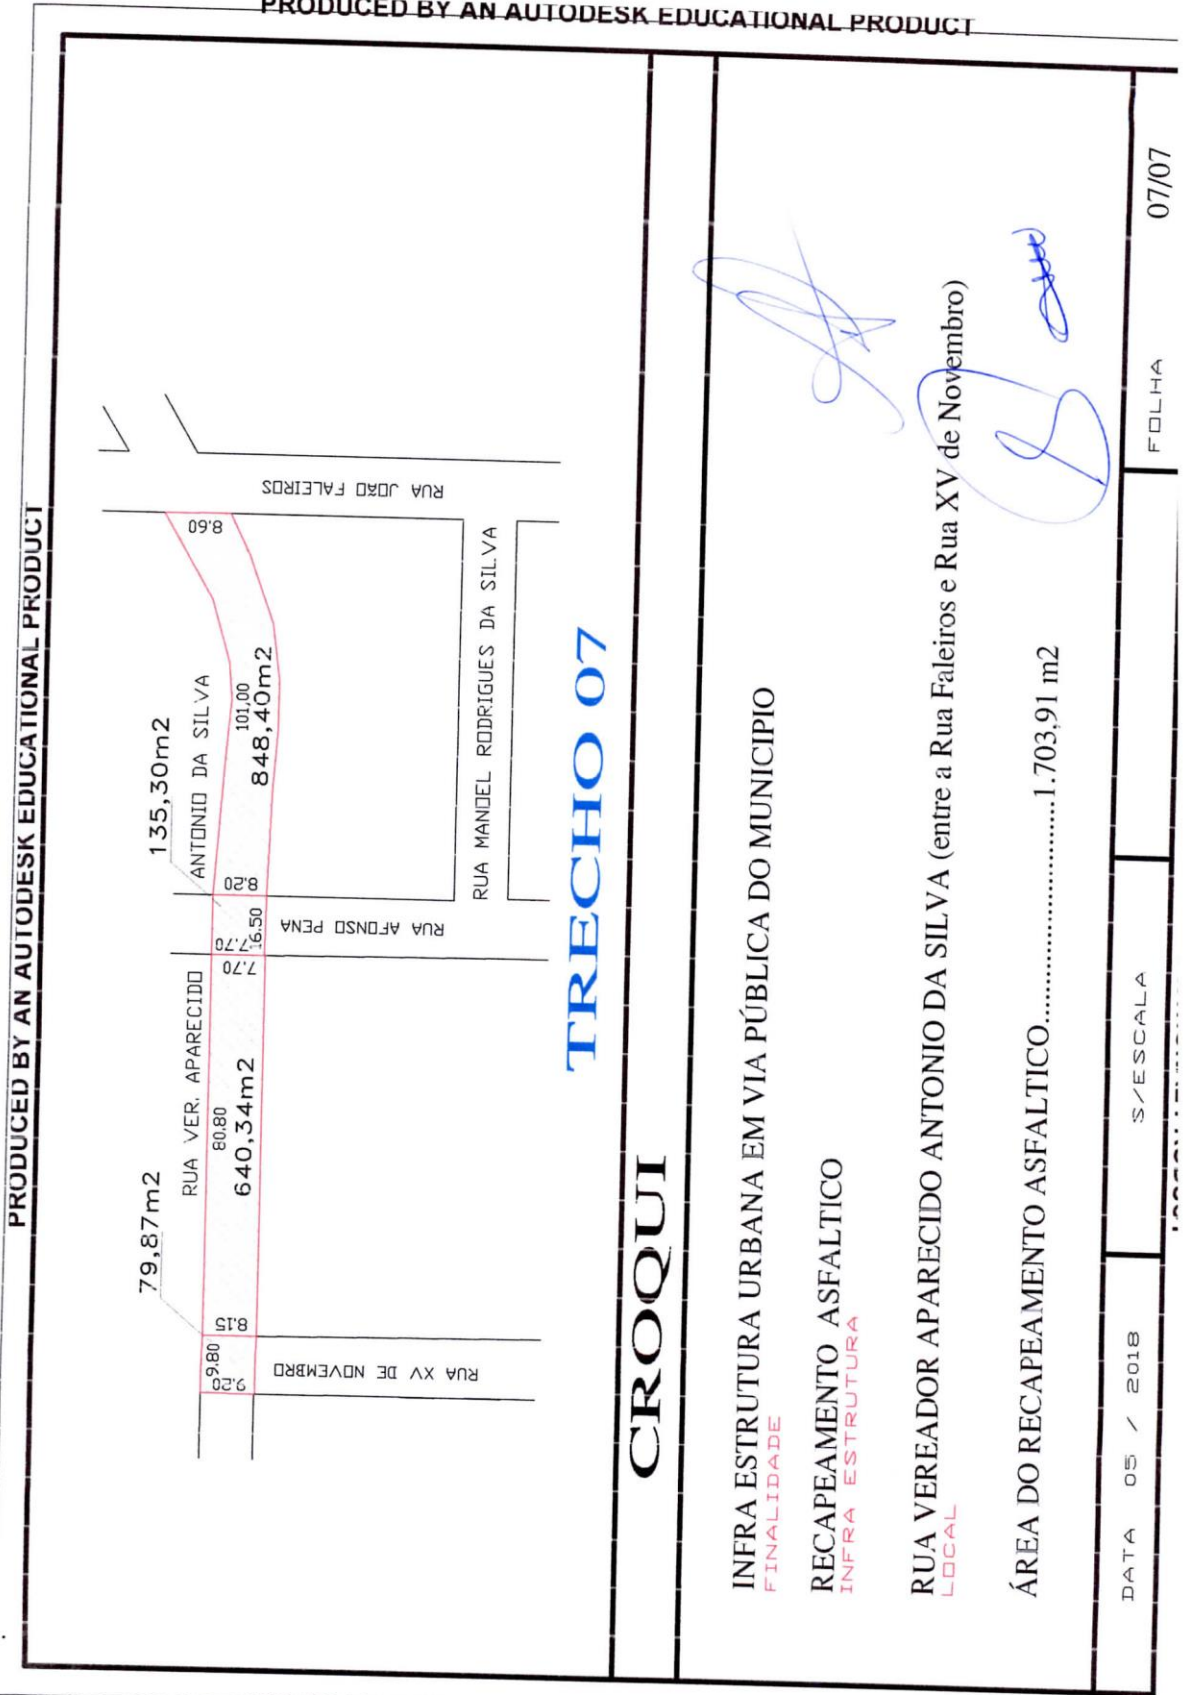 PRODUCED BY AN AUTODESK EDUCATIONAL PRODUCT
PRODUCED BY AN AUTODESK EDUCATIONAL PRODUCT
79,87m2
135,30m2
RUA VER. APARECIDO
ANTONIO DA SILVA
9.80
9.20
8.15
80.80
640,34m2
7.70
7.70
16.50
8.20
101,00
848,40m2
8.60
RUA XV DE NOVEMBRO
RUA AFONSO PENA
RUA JOÃO FALEIROS
RUA MANOEL RODRIGUES DA SILVA
TRECHO 07
CROQUI
INFRA ESTRUTURA URBANA EM VIA PÚBLICA DO MUNICIPIO
FINALIDADE
RECAPEAMENTO ASFALTICO
INFRA ESTRUTURA
RUA VEREADOR APARECIDO ANTONIO DA SILVA (entre a Rua Faleiros e Rua XV de Novembro)
LOCAL
ÁREA DO RECAPEAMENTO ASFALTICO..................................1.703,91 m2
DATA 05 / 2018
S/ESCALA
FOLHA 07/07